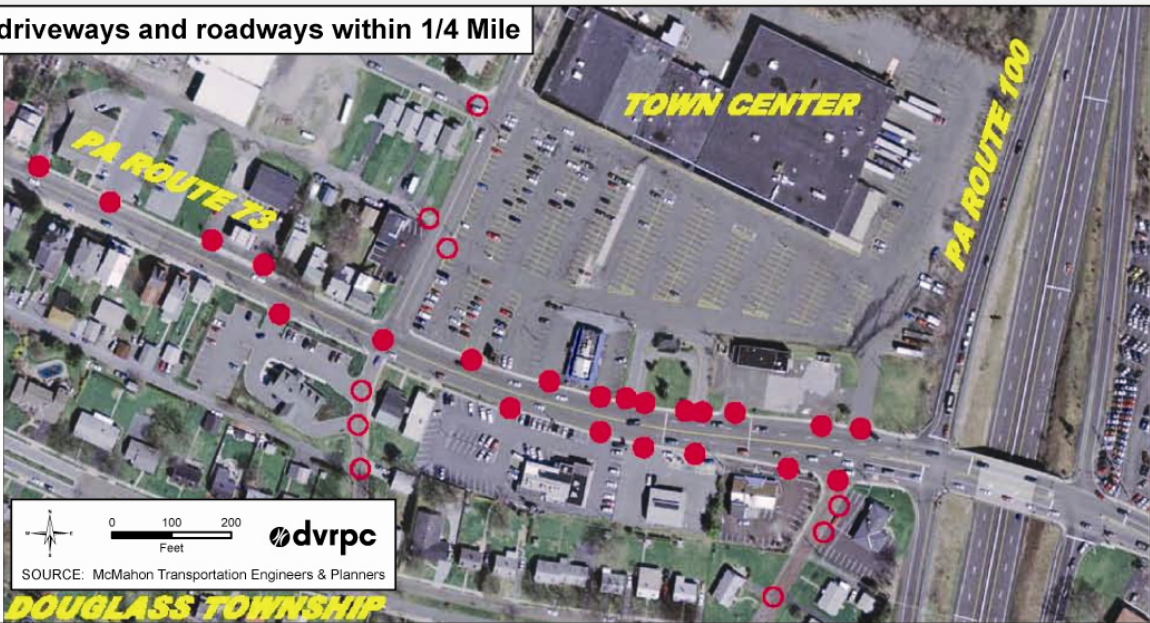 driveways and roadways within 1/4 Mile
TOWN CENTER
PA ROUTE 100
PA ROUTE 73
N
W E
S
0 100 200
Feet
dvrpc
SOURCE: McMahon Transportation Engineers & Planners
DOUGLASS TOWNSHIP